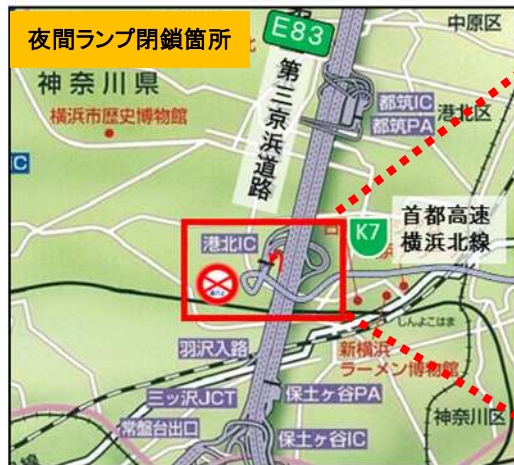 夜間ランプ閉鎖箇所
E83
中原区
神奈川県
横浜市歴史博物館
第三京浜道路
都筑IC
都筑PA
港北区
IC
首都高速
横浜北線
K7
港北IC
しんよこはま
羽沢入路
新横浜
ラーメン博物館
三ッ沢JCT
保土ヶ谷PA
神奈川区
常盤台出口
保土ヶ谷IC
線